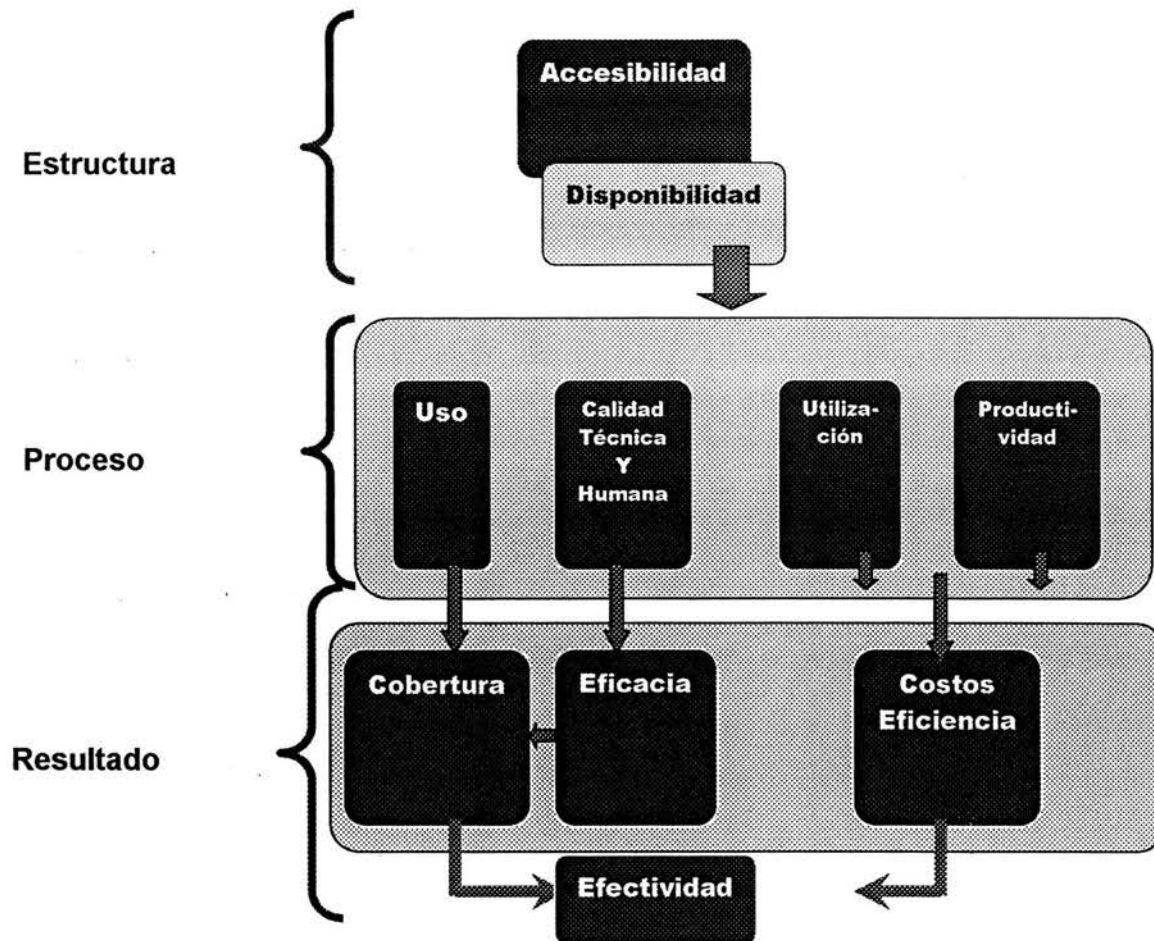 Estructura
Accesibilidad
Disponibilidad
Proceso
Uso
Calidad
Técnica
Y
Humana
Utiliza-
ción
Producti-
vidad
Resultado
Cobertura
Eficacia
Costos
Eficiencia
Efectividad